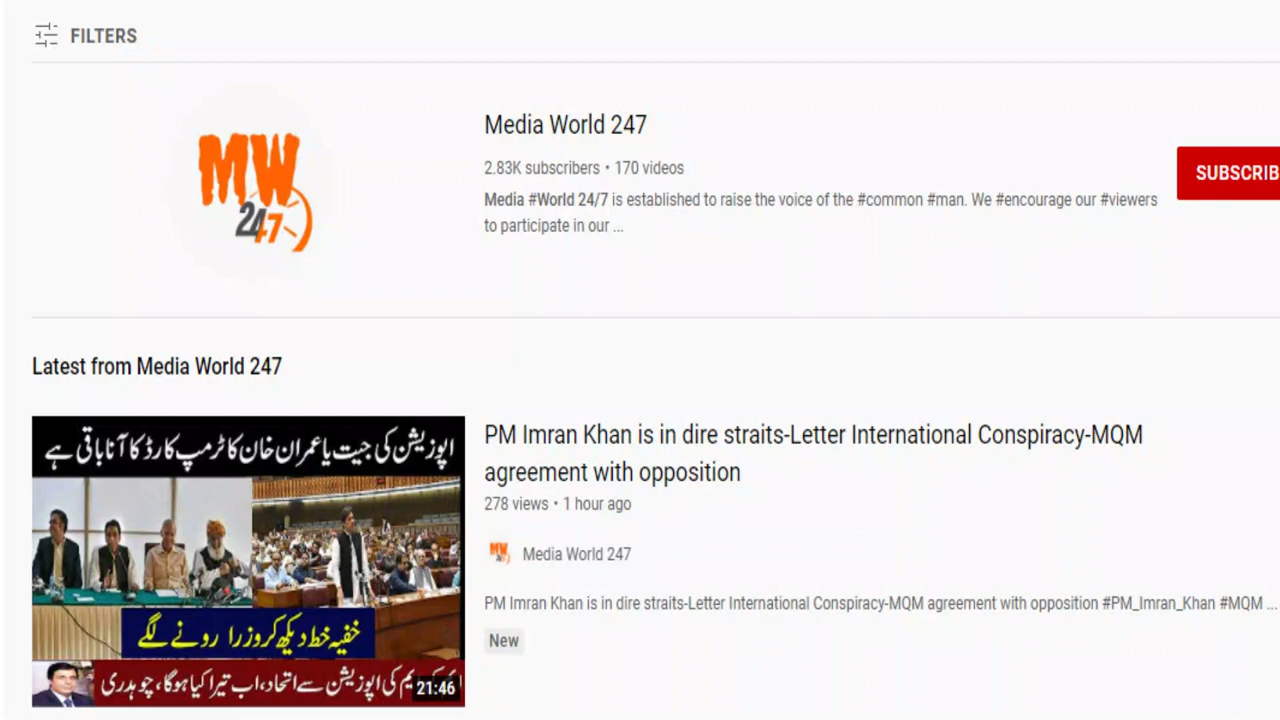 FILTERS
MW
247
Media World 247
2.83K subscribers • 170 videos
SUBSCRIB
Media #World 24/7 is established to raise the voice of the #common #man. We #encourage our #viewers
to participate in our ...
Latest from Media World 247
اپوزیشن کی جیت یا عمران خان کا ٹرمپ کارڈ کا آنا باقی ہے
خفیہ خط دیکھ کر وزرا رونے لگے
یم کی اپوزیشن سے اتحاد، اب تیرا کیا ہوگا، چوہدری
21:46
PM Imran Khan is in dire straits-Letter International Conspiracy-MQM
agreement with opposition
278 views • 1 hour ago
MW
Media World 247
PM Imran Khan is in dire straits-Letter International Conspiracy-MQM agreement with opposition #PM_Imran_Khan #MQM ...
New